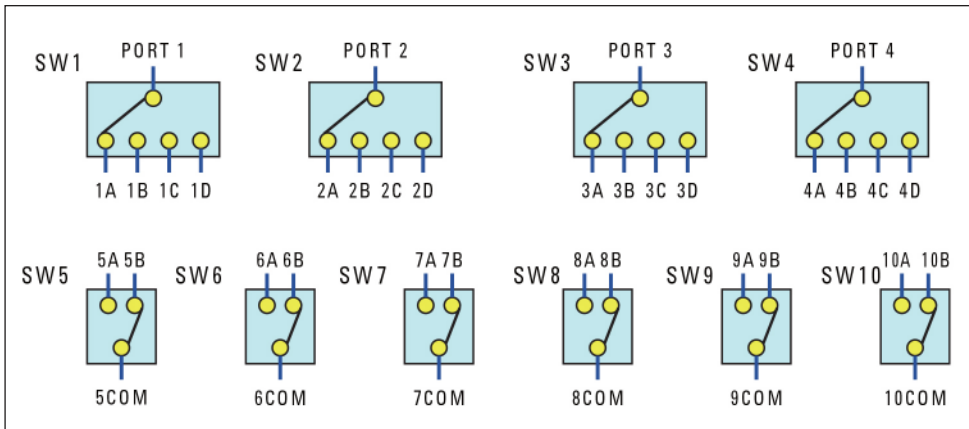 SW1 PORT 1 SW2 PORT 2 SW3 PORT 3 SW4 PORT 4
1A 1B 1C 1D 2A 2B 2C 2D 3A 3B 3C 3D 4A 4B 4C 4D
SW5 5A 5B SW6 6A 6B SW7 7A 7B SW8 8A 8B SW9 9A 9B SW10 10A 10B
5COM 6COM 7COM 8COM 9COM 10COM